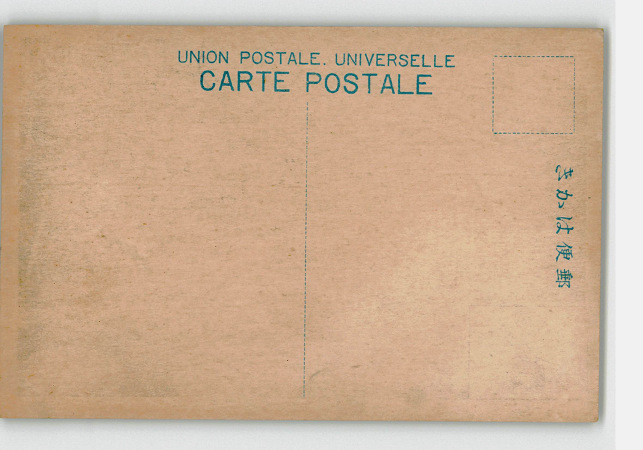 UNION POSTALE. UNIVERSELLE
CARTE POSTALE
きかは便郵